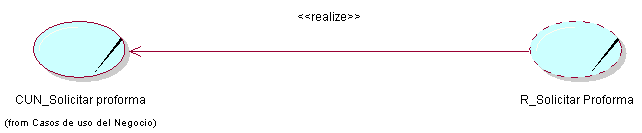 <<realize>>
CUN_Solicitar proforma
R_Solicitar Proforma
(from Casos de uso del Negocio)